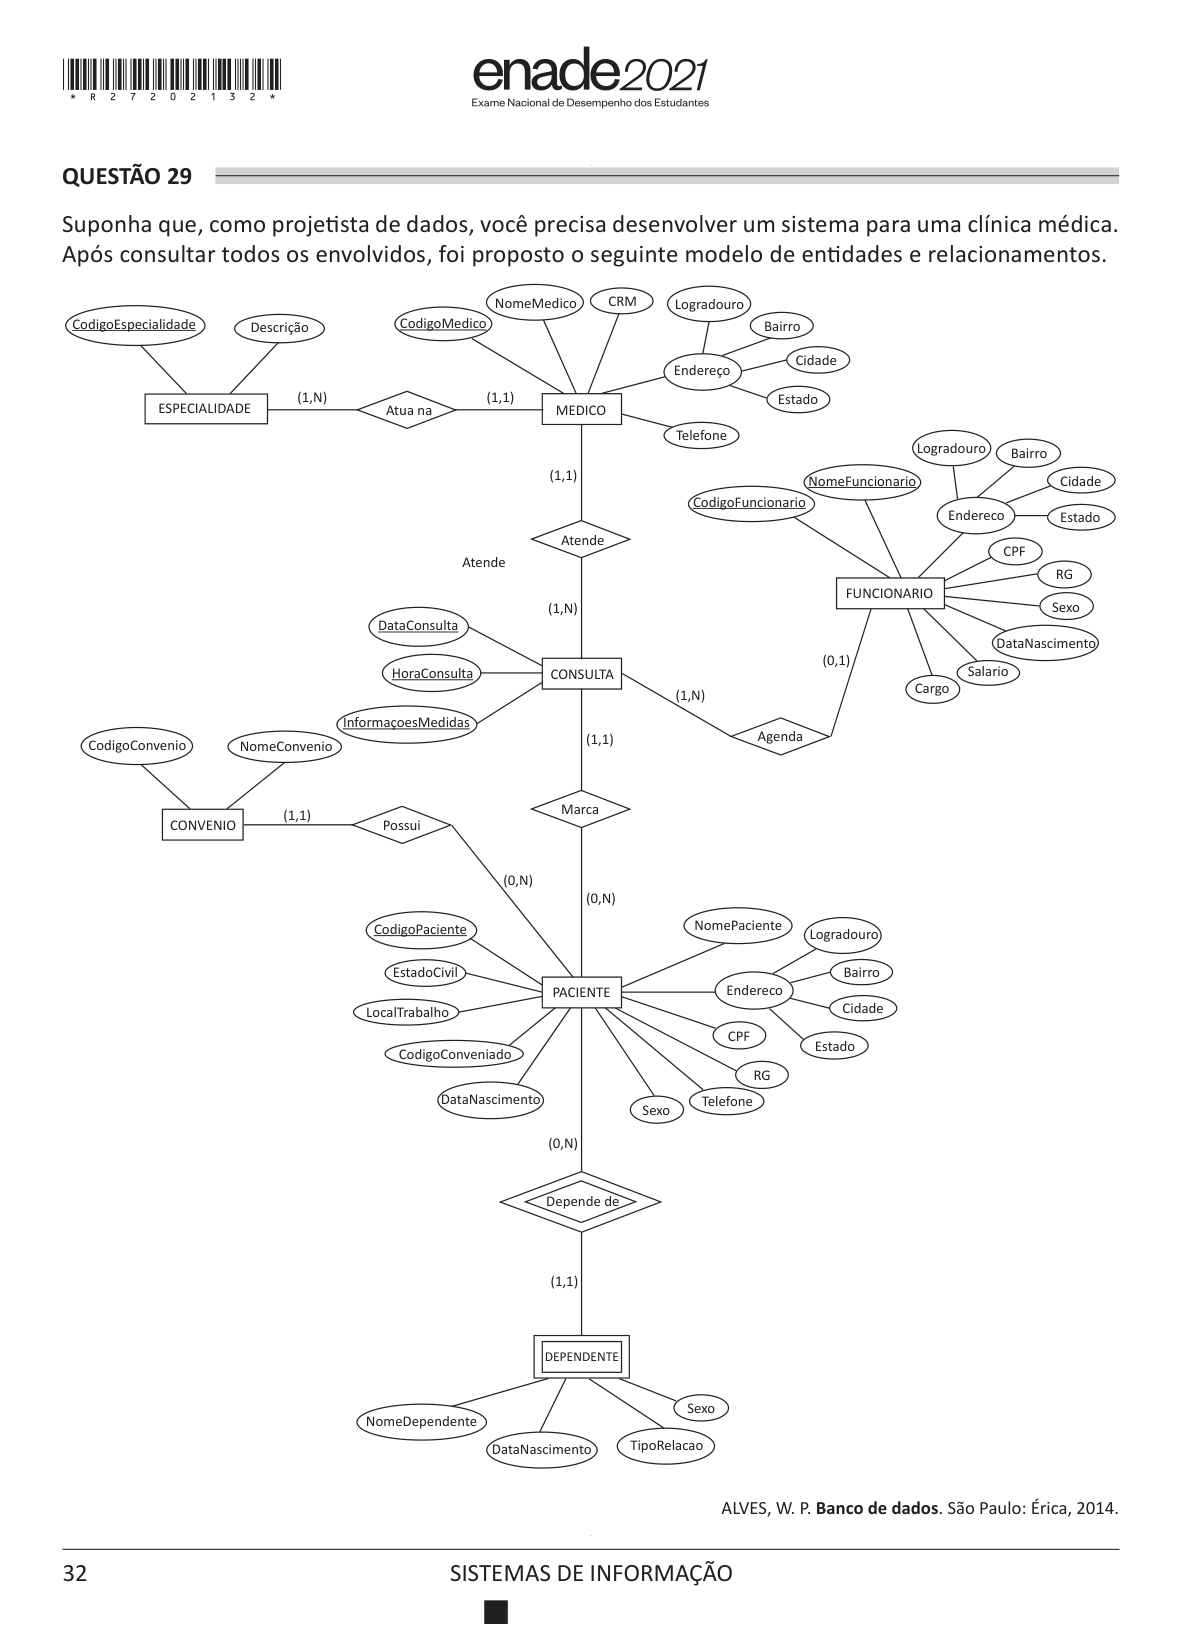 * R 2 7 2 0 2 1 3 2 *
enade2021
Exame Nacional de Desempenho dos Estudantes
QUESTÃO 29
Suponha que, como projetista de dados, você precisa desenvolver um sistema para uma clínica médica.
Após consultar todos os envolvidos, foi proposto o seguinte modelo de entidades e relacionamentos.
CodigoEspecialidade
Descrição
CodigoMedico
NomeMedico
CRM
Logradouro
Bairro
Endereço
Cidade
Estado
ESPECIALIDADE
(1,N)
Atua na
(1,1)
MEDICO
Telefone
(1,1)
Logradouro
Bairro
NomeFuncionario
Cidade
CodigoFuncionario
Endereco
Estado
Atende
Atende
CPF
RG
FUNCIONARIO
Sexo
(1,N)
DataConsulta
DataNascimento
(0,1)
HoraConsulta
CONSULTA
Salario
Cargo
(1,N)
InformaçoesMedidas
Agenda
(1,1)
CodigoConvenio
NomeConvenio
Marca
CONVENIO
(1,1)
Possui
(0,N)
(0,N)
CodigoPaciente
NomePaciente
Logradouro
EstadoCivil
Bairro
PACIENTE
Endereco
LocalTrabalho
Cidade
CPF
Estado
CodigoConveniado
RG
DataNascimento
Telefone
Sexo
(0,N)
Depende de
(1,1)
DEPENDENTE
Sexo
NomeDependente
DataNascimento
TipoRelacao
ALVES, W. P. Banco de dados. São Paulo: Érica, 2014.
32
SISTEMAS DE INFORMAÇÃO